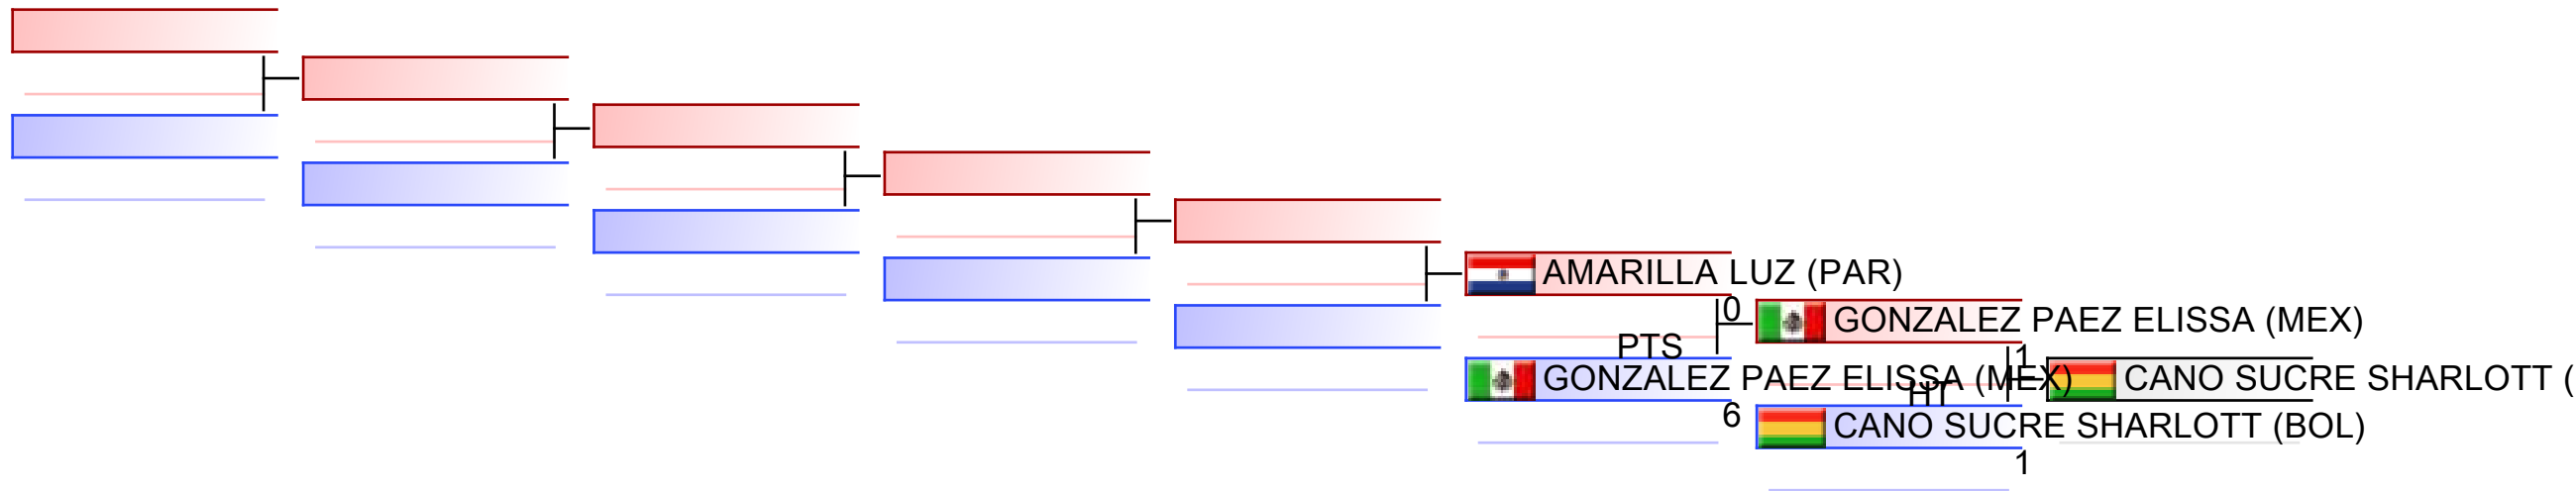 AMARILLA LUZ (PAR)
0
PTS
GONZALEZ PAEZ ELISSA (MEX)
6
GONZALEZ PAEZ ELISSA (MEX)
1
HT
CANO SUCRE SHARLOTT (BOL)
1
CANO SUCRE SHARLOTT (